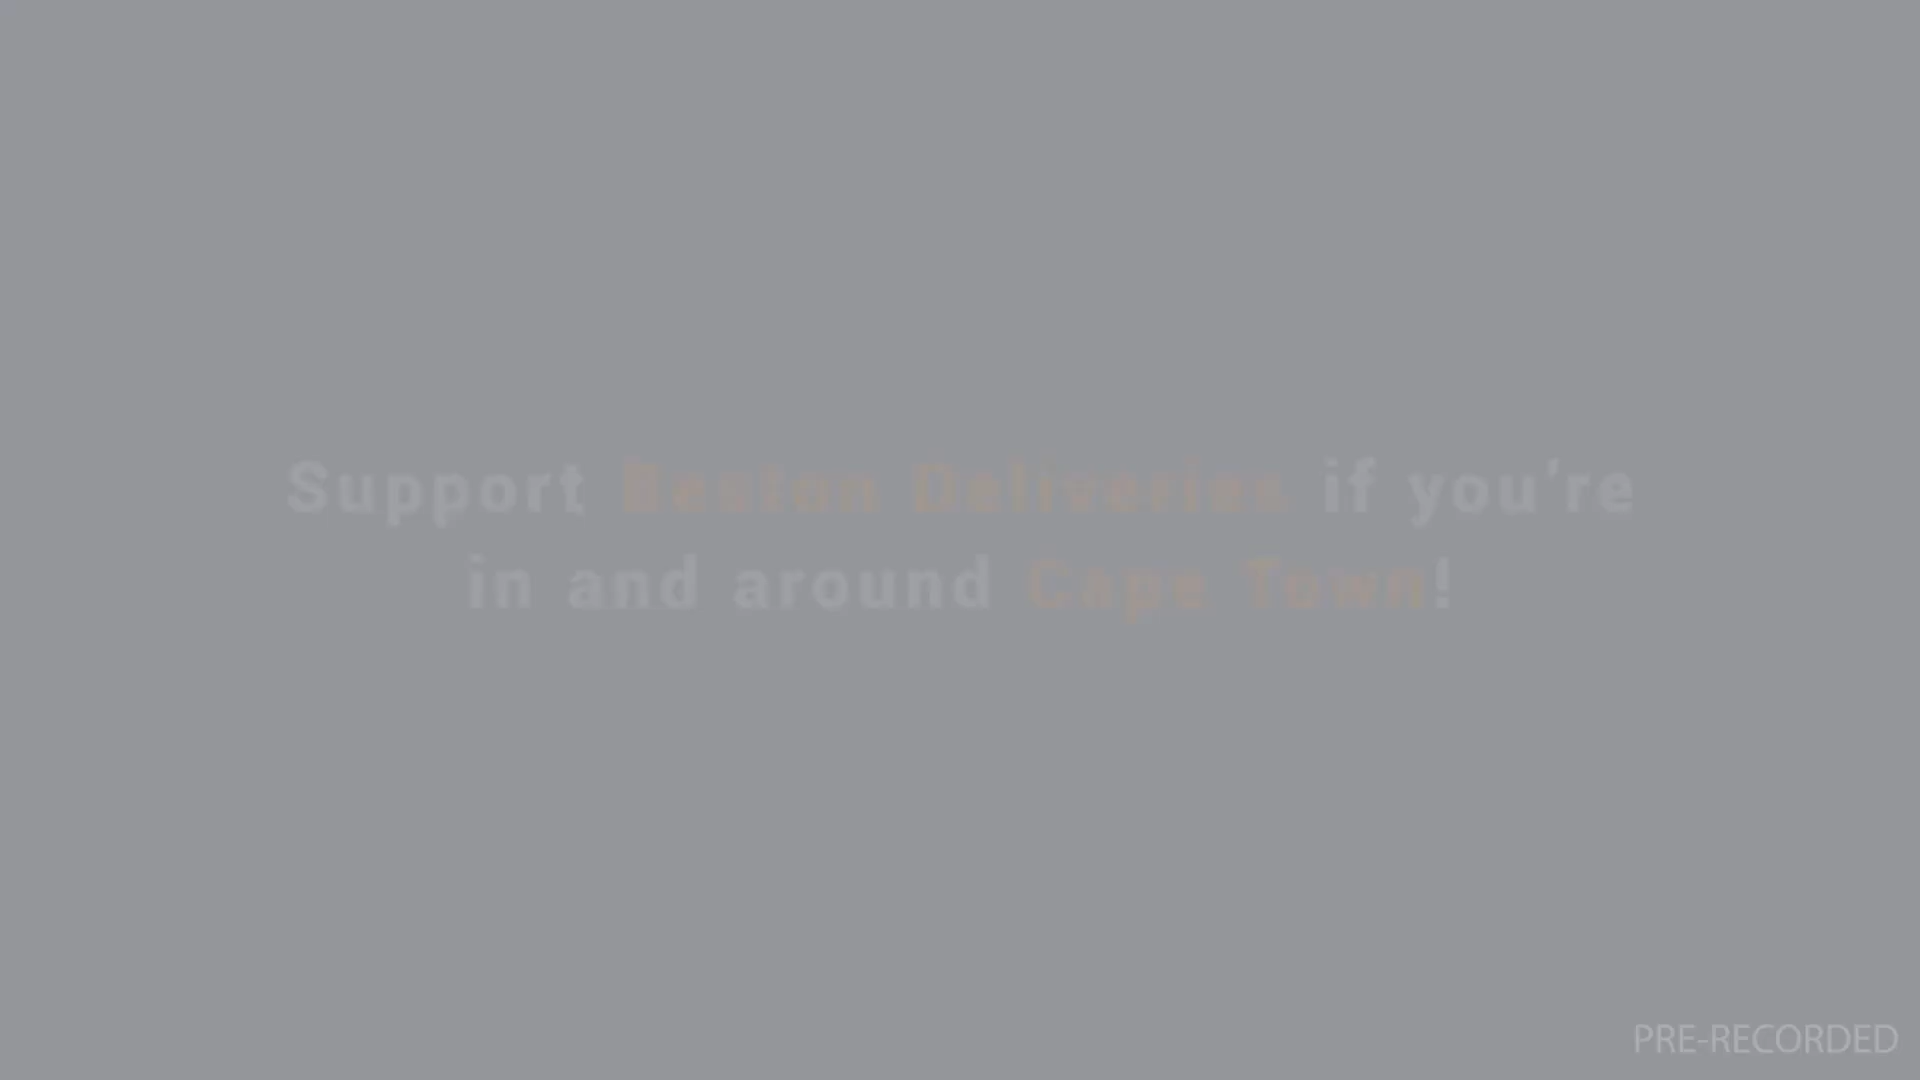 Support Beston Deliveries if you're
in and around Cape Town!
PRE-RECORDED